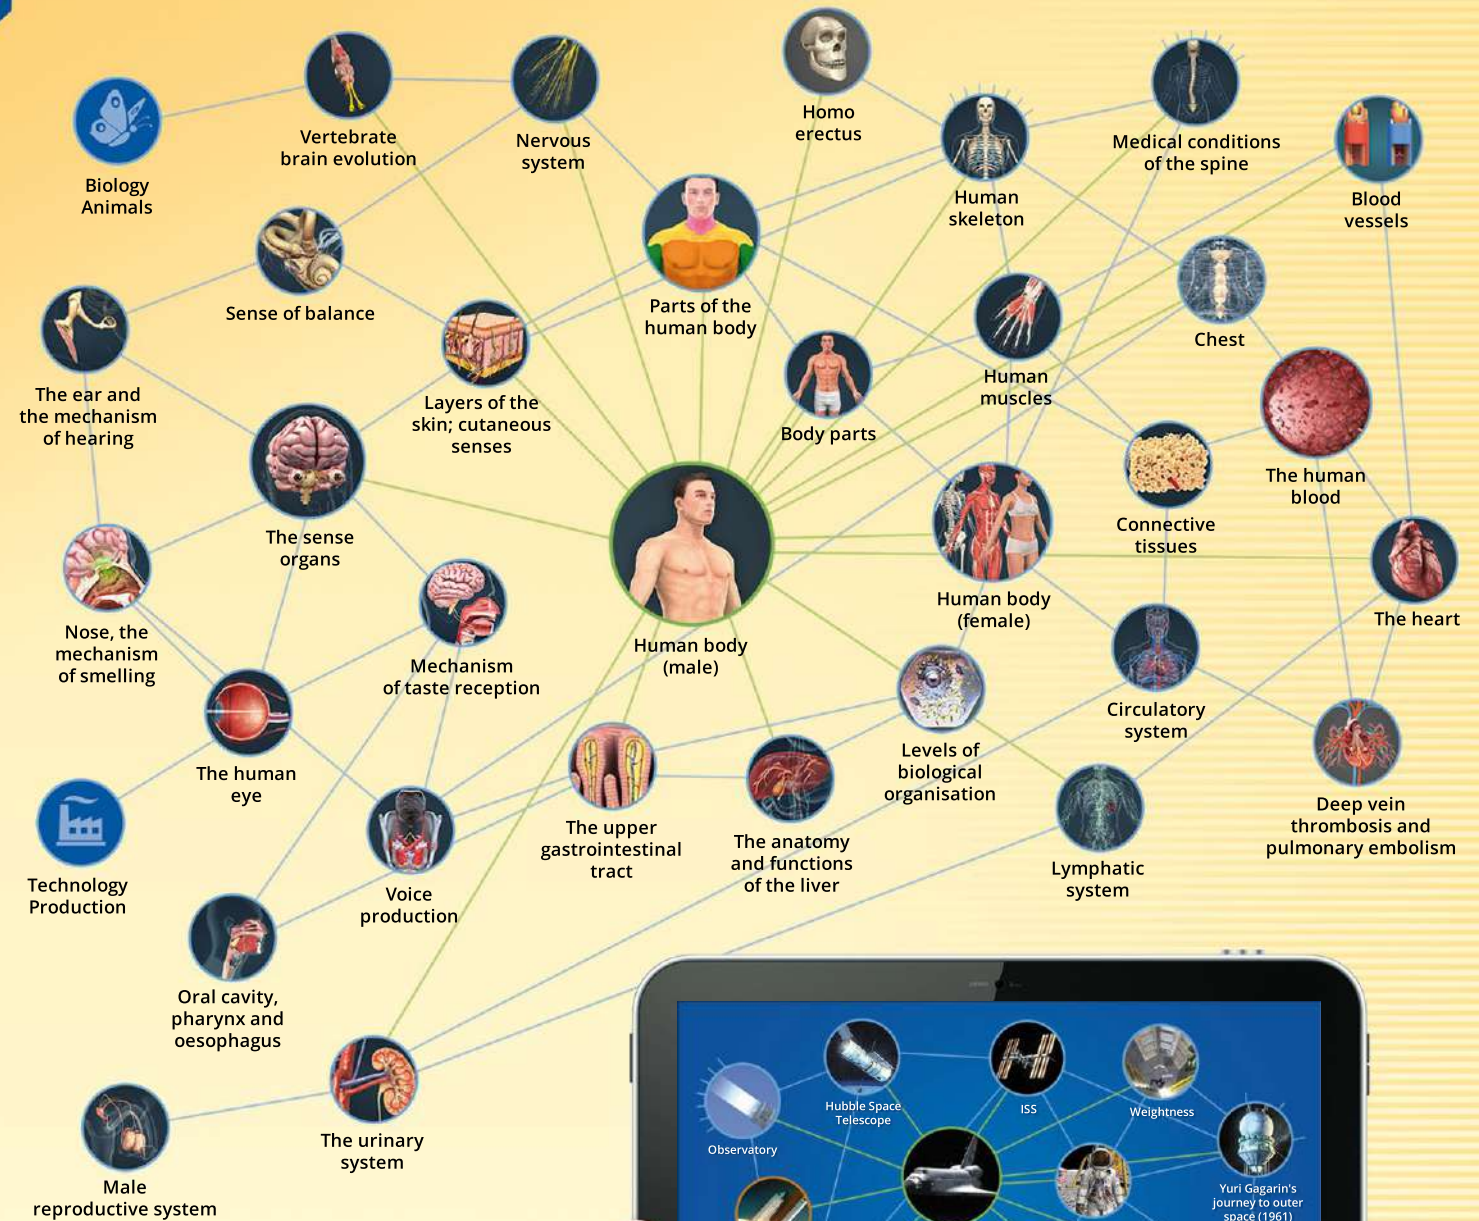 Vertebrate
brain evolution
Nervous
system
Homo
erectus
Medical conditions
of the spine
Biology
Animals
Human
skeleton
Blood
vessels
Sense of balance
Parts of the
human body
Chest
The ear and
the mechanism
of hearing
Layers of the
skin; cutaneous
senses
Body parts
Human
muscles
The human
blood
The sense
organs
Connective
tissues
Nose, the
mechanism
of smelling
Mechanism
of taste reception
Human body
(male)
Human body
(female)
The heart
The human
eye
Levels of
biological
organisation
Circulatory
system
Deep vein
thrombosis and
pulmonary embolism
Technology
Production
Voice
production
The upper
gastrointestinal
tract
The anatomy
and functions
of the liver
Lymphatic
system
Oral cavity,
pharynx and
oesophagus
The urinary
system
Male
reproductive system
Hubble Space
Telescope
ISS
Weightness
Observatory
Yuri Gagarin's
journey to outer
space (1961)